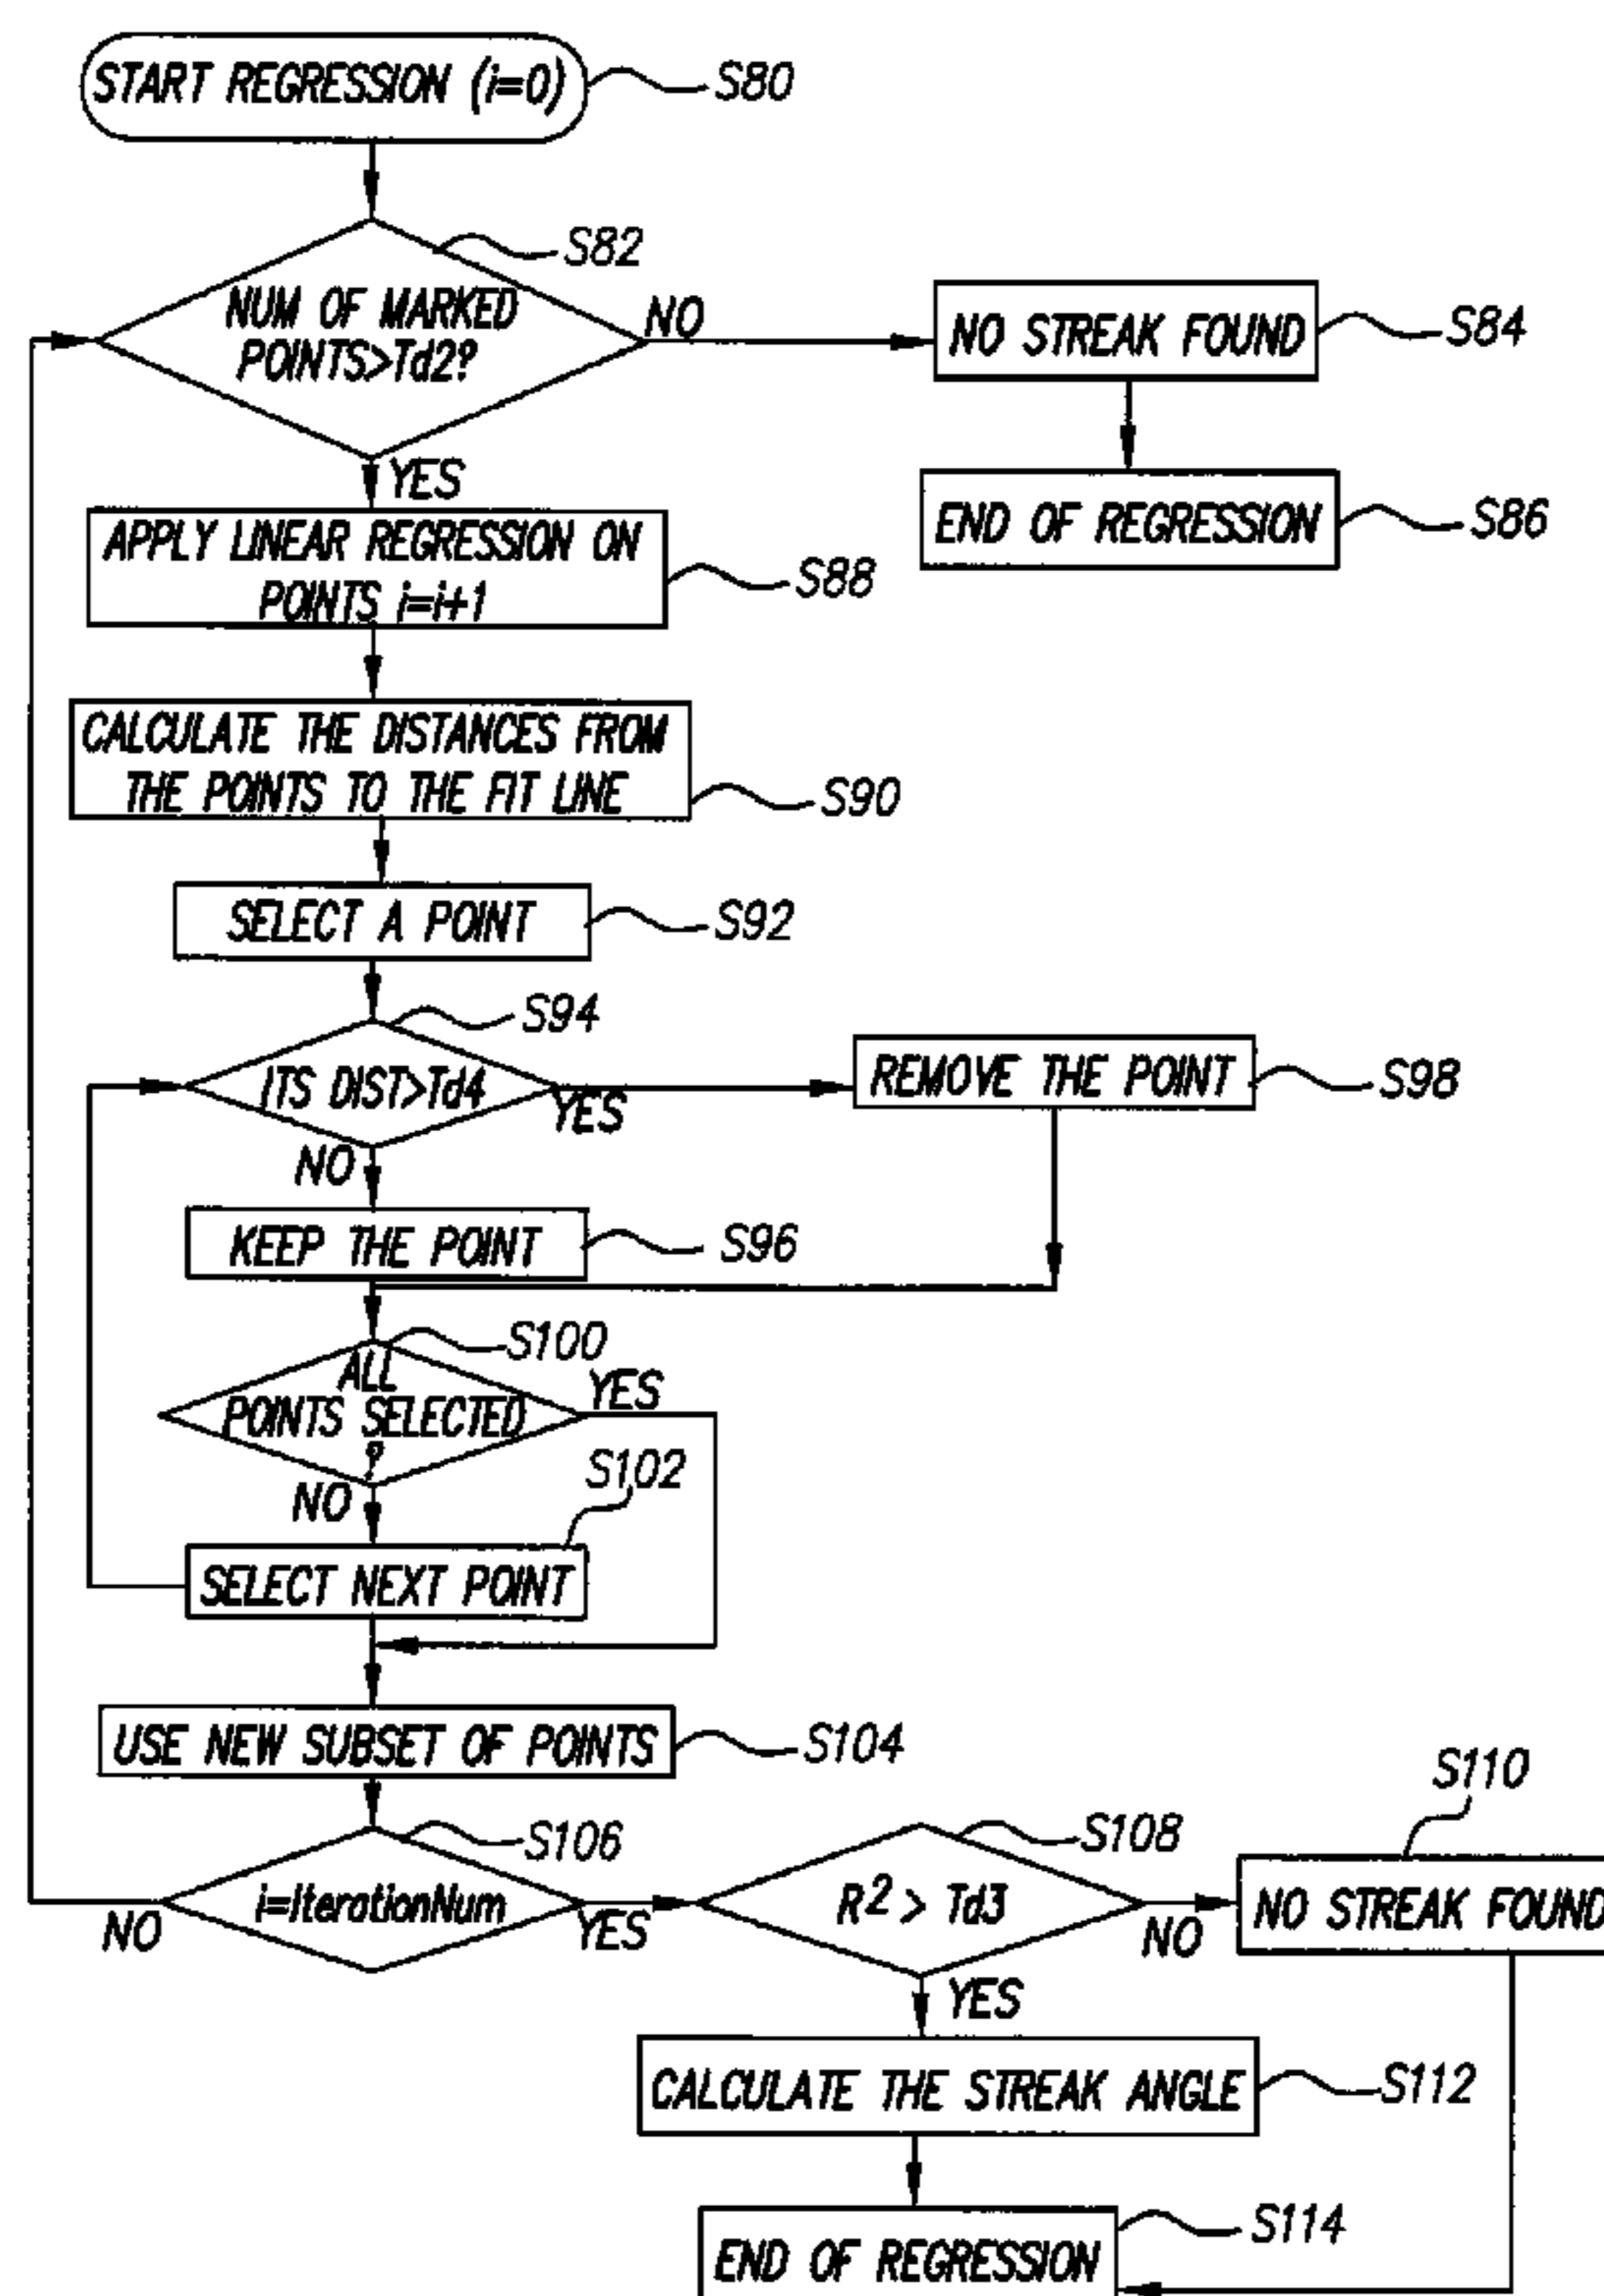 START REGRESSION (i=0)
S80
S82
NUM OF MARKED
POINTS>Td2?
NO
NO STREAK FOUND
S84
YES
END OF REGRESSION
S86
APPLY LINEAR REGRESSION ON
POINTS i=i+1
S88
CALCULATE THE DISTANCES FROM
THE POINTS TO THE FIT LINE
S90
SELECT A POINT
S92
S94
ITS DIST>Td4
YES
REMOVE THE POINT
S98
NO
KEEP THE POINT
S96
S100
ALL
POINTS SELECTED
?
YES
NO
S102
SELECT NEXT POINT
USE NEW SUBSET OF POINTS
S104
S106
i=IterationNum
NO
YES
S108
R² > Td3
NO
S110
NO STREAK FOUND
YES
CALCULATE THE STREAK ANGLE
S112
END OF REGRESSION
S114